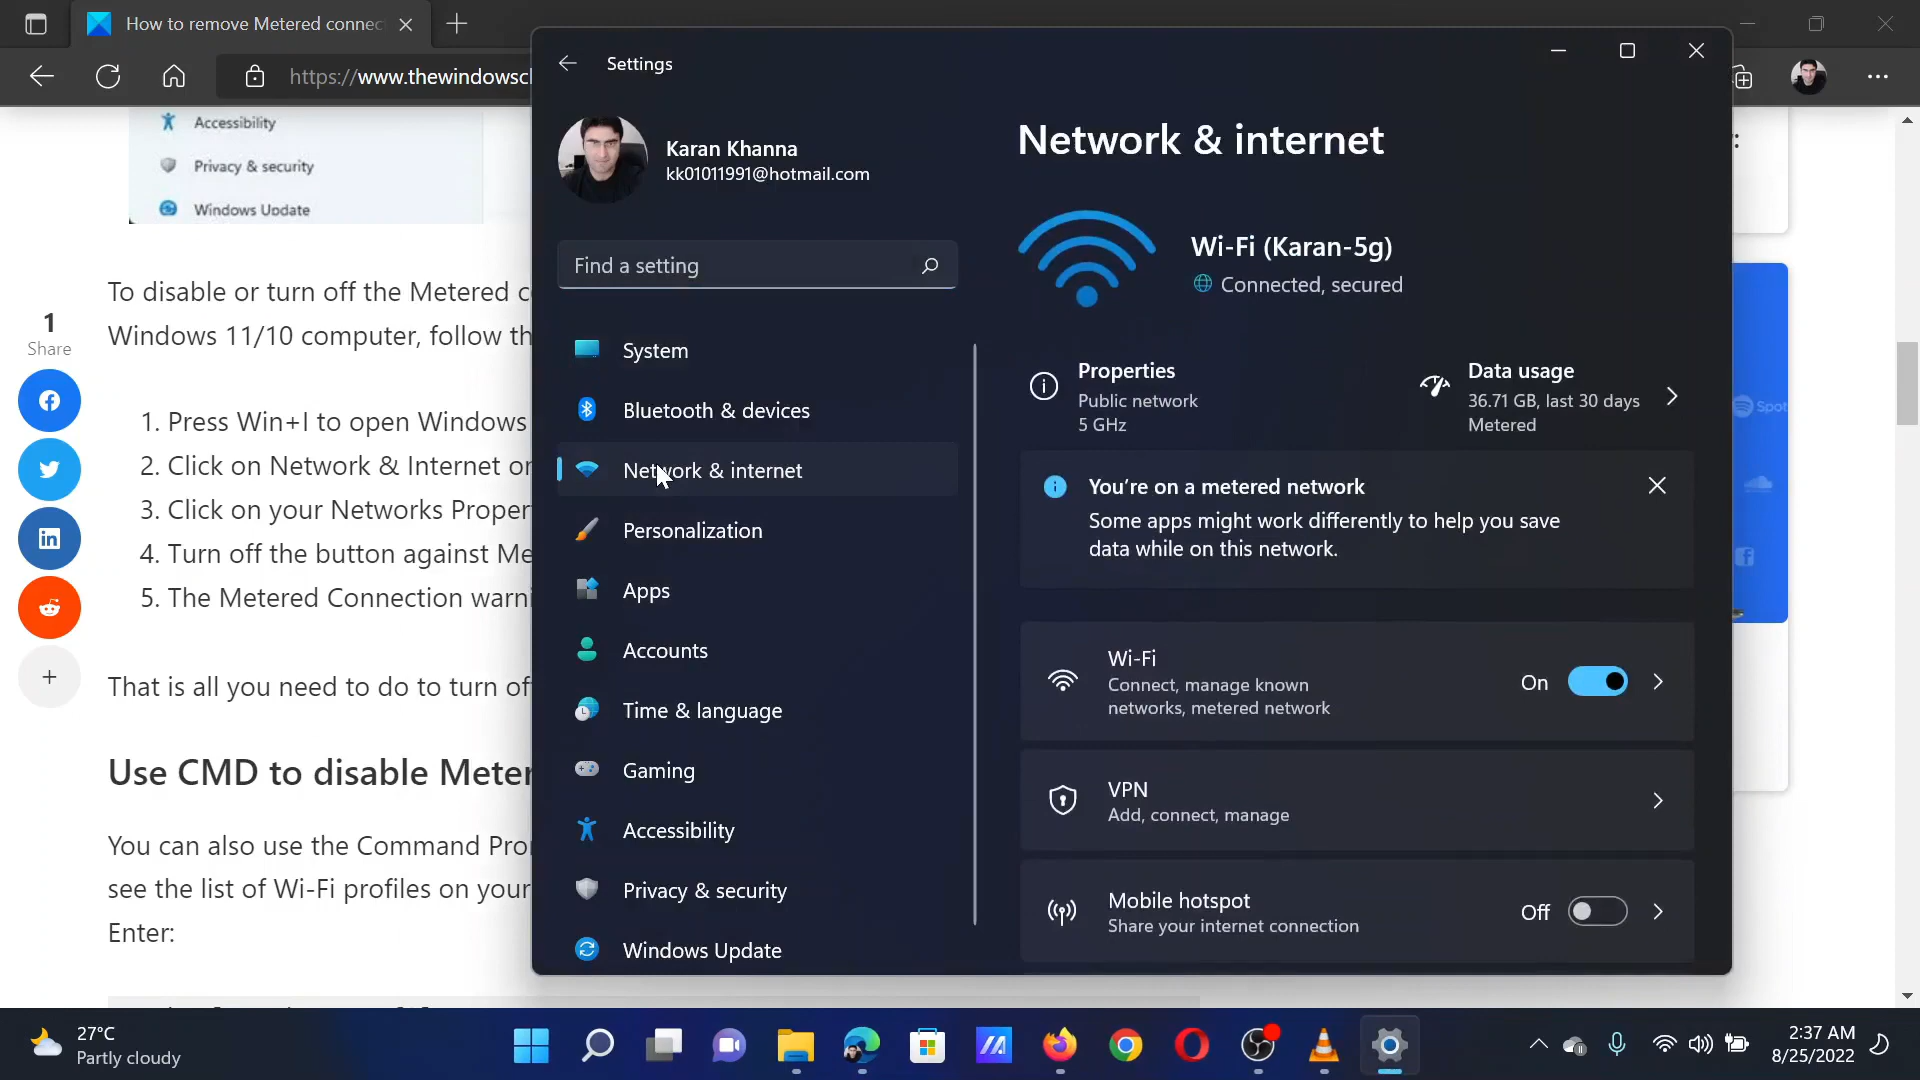 How to remove Metered connec
https://www.thewindowscl
Accessibility
Privacy & security
Windows Update
1
Share
To disable or turn off the Metered c
Windows 11/10 computer, follow th
1. Press Win+I to open Windows
2. Click on Network & Internet on
3. Click on your Networks Proper
4. Turn off the button against Me
5. The Metered Connection warni
That is all you need to do to turn of
Use CMD to disable Meter
You can also use the Command Pro
see the list of Wi-Fi profiles on your
Enter:
Settings
Karan Khanna
kk01011991@hotmail.com
Find a setting
System
Bluetooth & devices
Network & internet
Personalization
Apps
Accounts
Time & language
Gaming
Accessibility
Privacy & security
Windows Update
Network & internet
Wi-Fi (Karan-5g)
Connected, secured
Properties
Public network
5 GHz
Data usage
36.71 GB, last 30 days
Metered
You're on a metered network
Some apps might work differently to help you save
data while on this network.
Wi-Fi
Connect, manage known
networks, metered network
On
VPN
Add, connect, manage
Mobile hotspot
Share your internet connection
Off
Spot
27°C
Partly cloudy
2:37 AM
8/25/2022